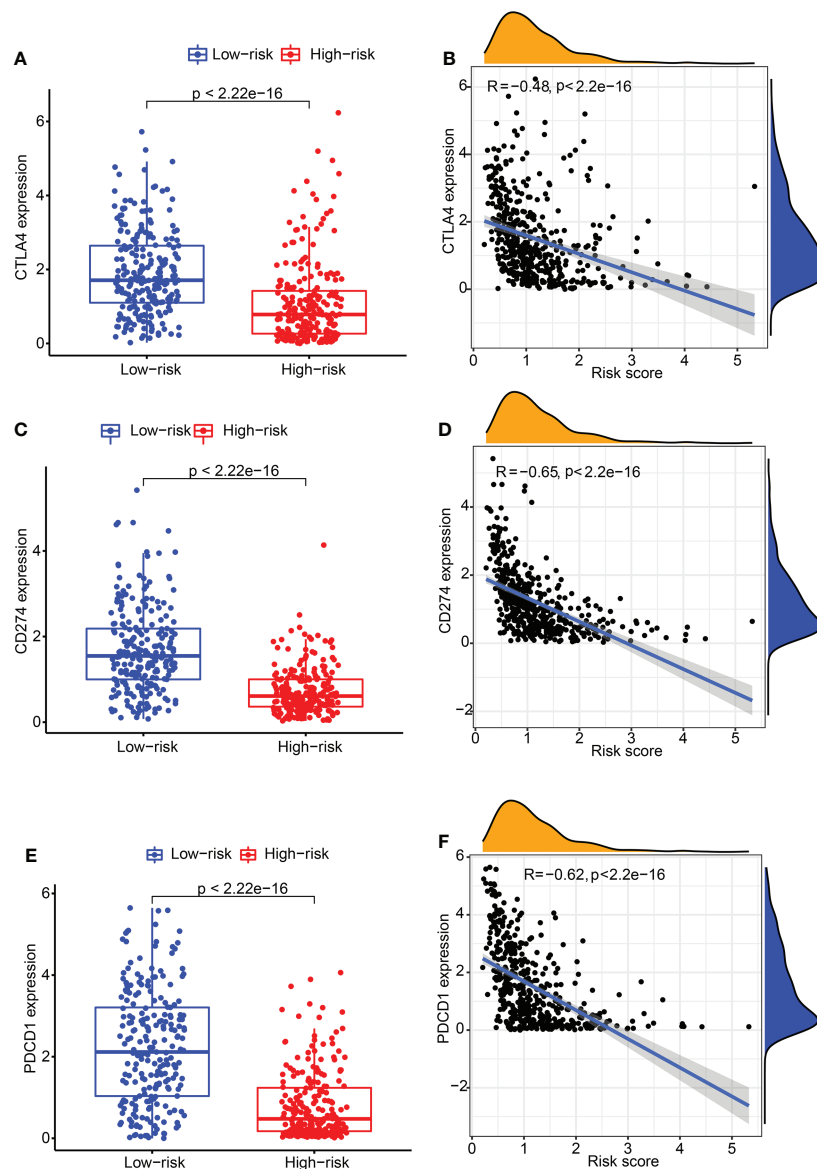 A
Low−risk High−risk
p < 2.22e−16
CTLA4 expression
6
4
2
0
Low−risk High−risk
B
R=−0.48, p<2.2e−16
CTLA4 expression
6
4
2
0
0 1 2 3 4 5
Risk score
C
Low−risk High−risk
p < 2.22e−16
CD274 expression
4
2
0
Low−risk High−risk
D
R=−0.65, p<2.2e−16
CD274 expression
4
2
0
−2
0 1 2 3 4 5
Risk score
E
Low−risk High−risk
p < 2.22e−16
PDCD1 expression
6
4
2
0
Low−risk High−risk
F
R=−0.62, p<2.2e−16
PDCD1 expression
6
4
2
0
−2
0 1 2 3 4 5
Risk score